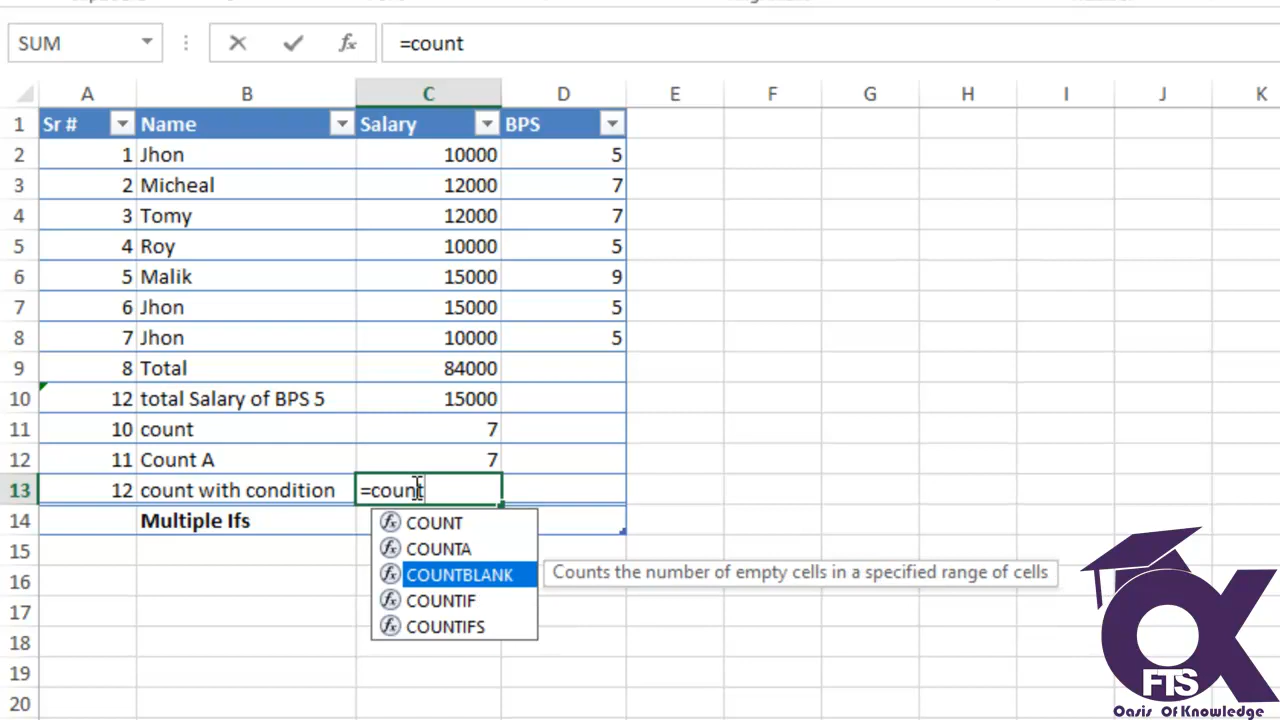 SUM =count
A B C D E F G H I J K
1 Sr # Name Salary BPS
2 1 Jhon 10000 5
3 2 Micheal 12000 7
4 3 Tomy 12000 7
5 4 Roy 10000 5
6 5 Malik 15000 9
7 6 Jhon 15000 5
8 7 Jhon 10000 5
9 8 Total 84000
10 12 total Salary of BPS 5 15000
11 10 count 7
12 11 Count A 7
13 12 count with condition =count
14 Multiple Ifs
fx COUNT
15 fx COUNTA
16 fx COUNTBLANK Counts the number of empty cells in a specified range of cells
fx COUNTIF
17 fx COUNTIFS
18
19
20
FTS
Oasis Of Knowledge